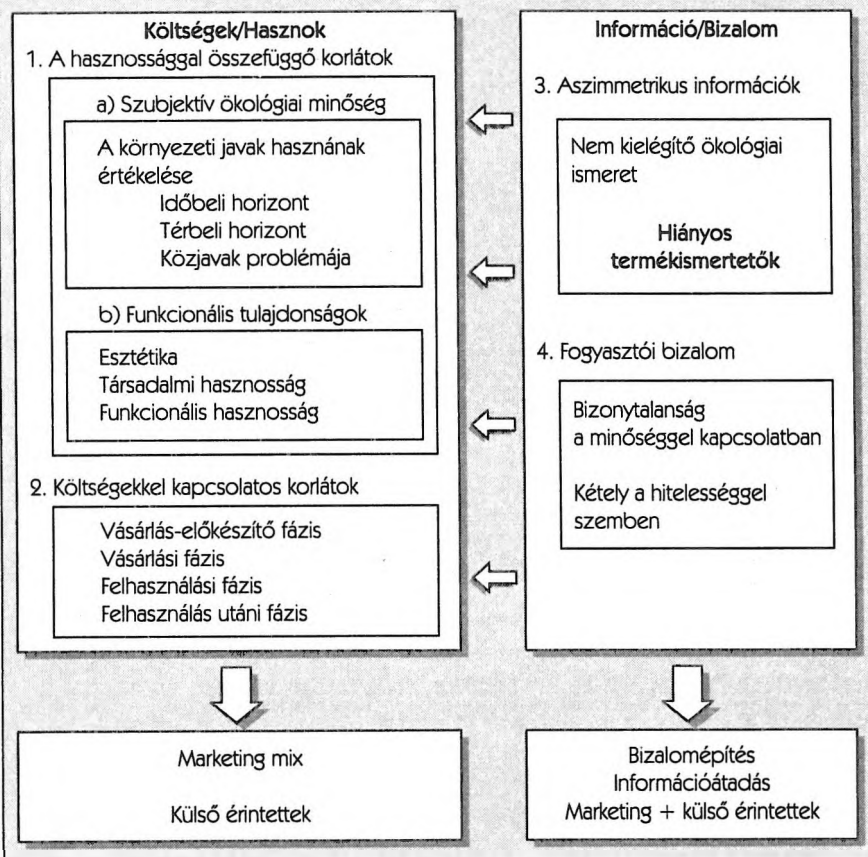 Költségek/Hasznok
1. A hasznossággal összefüggő korlátok
a) Szubjektív ökológiai minőség
A környezeti javak hasznának
értékelése
Időbeli horizont
Térbeli horizont
Közjavak problémája
b) Funkcionális tulajdonságok
Esztétika
Társadalmi hasznosság
Funkcionális hasznosság
2. Költségekkel kapcsolatos korlátok
Vásárlás-előkészítő fázis
Vásárlási fázis
Felhasználási fázis
Felhasználás utáni fázis
Információ/Bizalom
3. Aszimmetrikus információk
Nem kielégítő ökológiai
ismeret
Hiányos
termékismertetők
4. Fogyasztói bizalom
Bizonytalanság
a minőséggel kapcsolatban
Kétely a hitelességgel
szemben
Marketing mix
Külső érintettek
Bizalomépítés
Információátadás
Marketing + külső érintettek